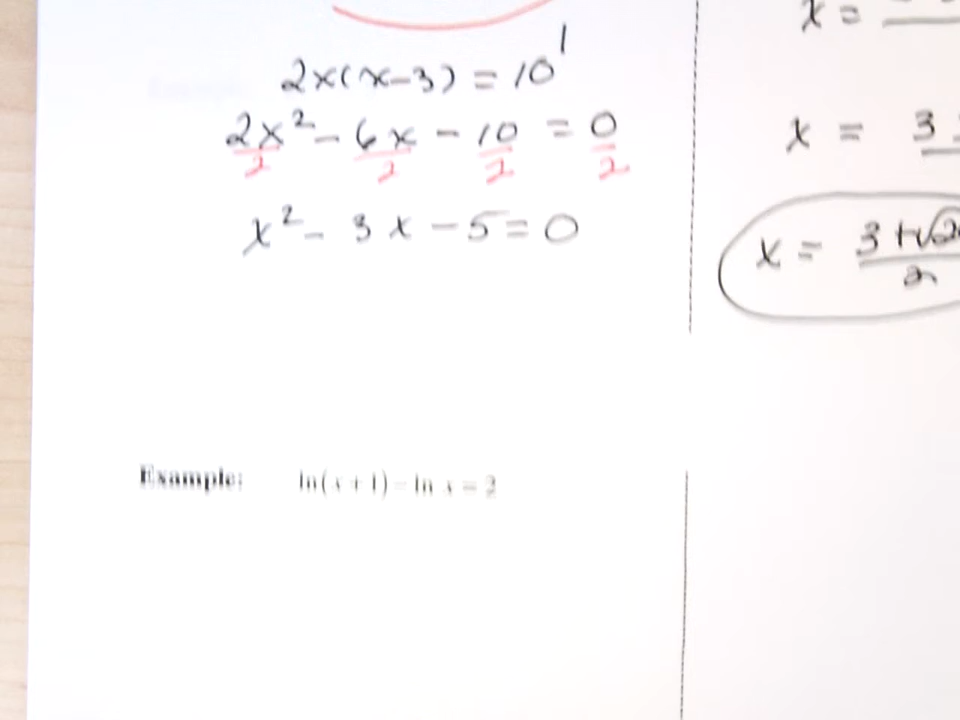 2x(x-3) = 10¹
2x² - 6x - 10 = 0
2 2 2 2
x² - 3x - 5 = 0
Example: ln(x + 1) - ln x = 2
x =
x = 3
x = 3+√2
2